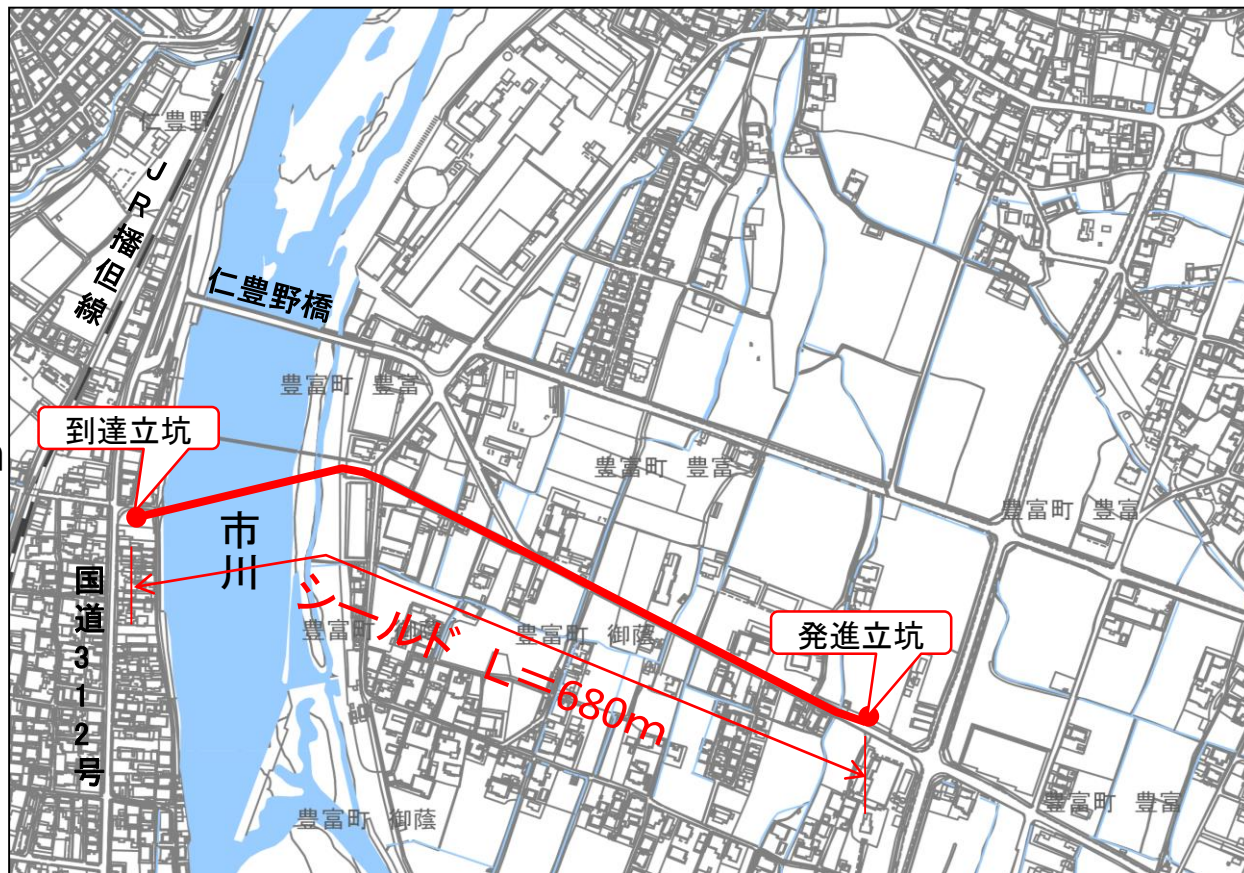 仁豊野
JR播但線
仁豊野橋
豊富町 豊富
到達立坑
豊富町 豊富
豊富町 豊富
市川
国道312号
シールド L=680m
豊富町 御蔭
豊富町 御蔭
発進立坑
豊富町 御蔭
豊富町 豊富